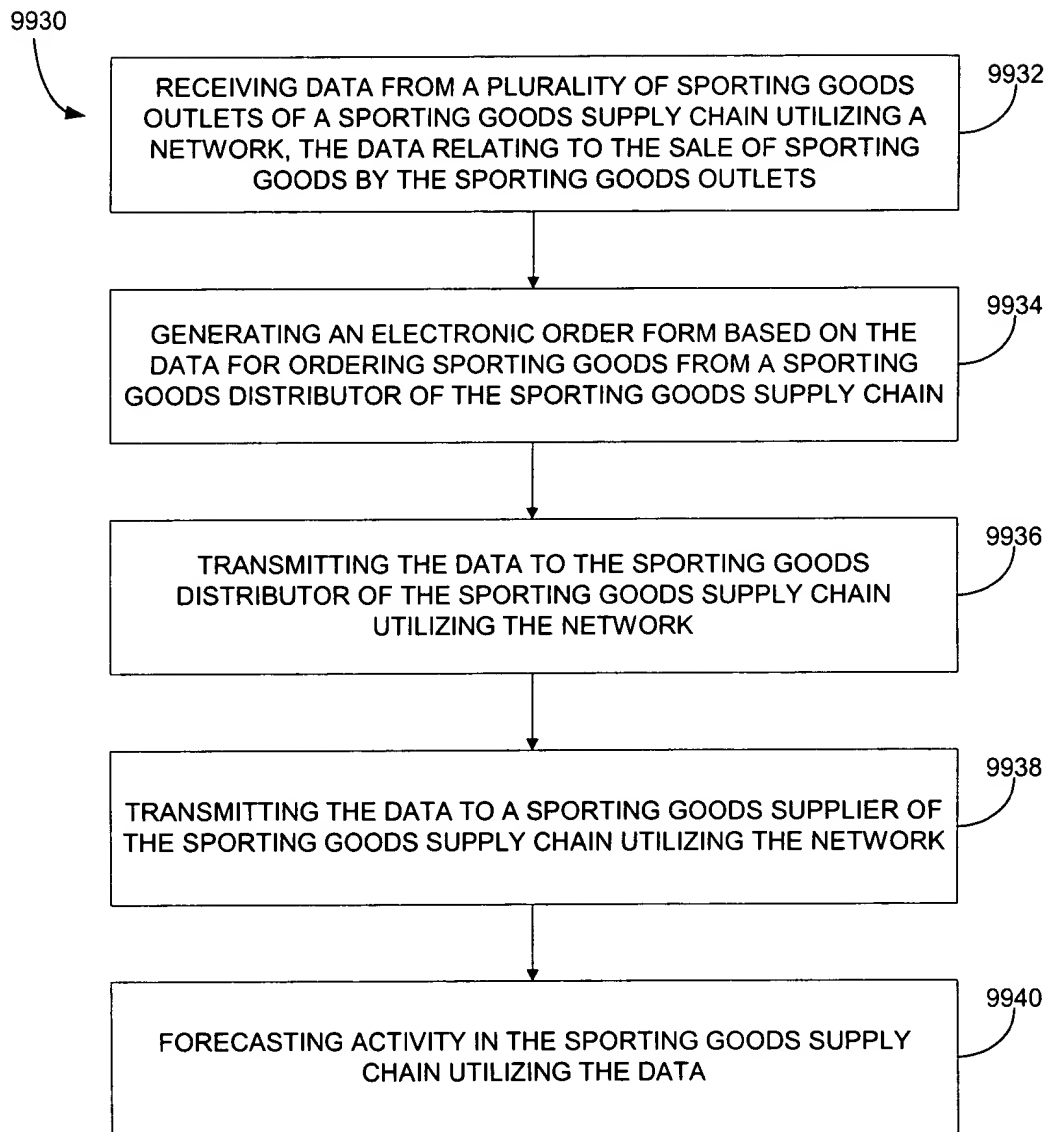 9930
RECEIVING DATA FROM A PLURALITY OF SPORTING GOODS
OUTLETS OF A SPORTING GOODS SUPPLY CHAIN UTILIZING A
NETWORK, THE DATA RELATING TO THE SALE OF SPORTING
GOODS BY THE SPORTING GOODS OUTLETS
9932
GENERATING AN ELECTRONIC ORDER FORM BASED ON THE
DATA FOR ORDERING SPORTING GOODS FROM A SPORTING
GOODS DISTRIBUTOR OF THE SPORTING GOODS SUPPLY CHAIN
9934
TRANSMITTING THE DATA TO THE SPORTING GOODS
DISTRIBUTOR OF THE SPORTING GOODS SUPPLY CHAIN
UTILIZING THE NETWORK
9936
TRANSMITTING THE DATA TO A SPORTING GOODS SUPPLIER OF
THE SPORTING GOODS SUPPLY CHAIN UTILIZING THE NETWORK
9938
FORECASTING ACTIVITY IN THE SPORTING GOODS SUPPLY
CHAIN UTILIZING THE DATA
9940